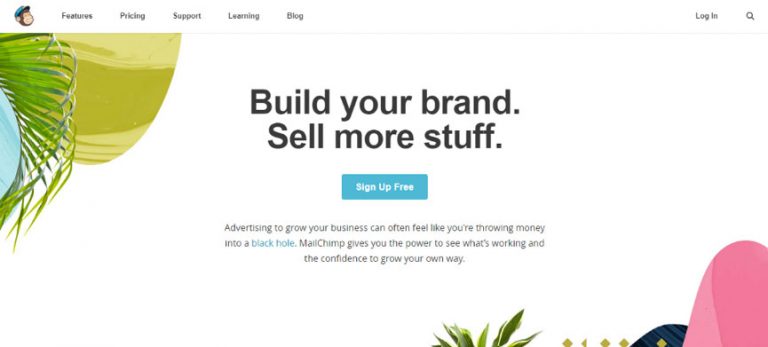 Features Pricing Support Learning Blog Log In
Build your brand.
Sell more stuff.
Sign Up Free
Advertising to grow your business can often feel like you're throwing money
into a black hole. MailChimp gives you the power to see what's working and
the confidence to grow your own way.